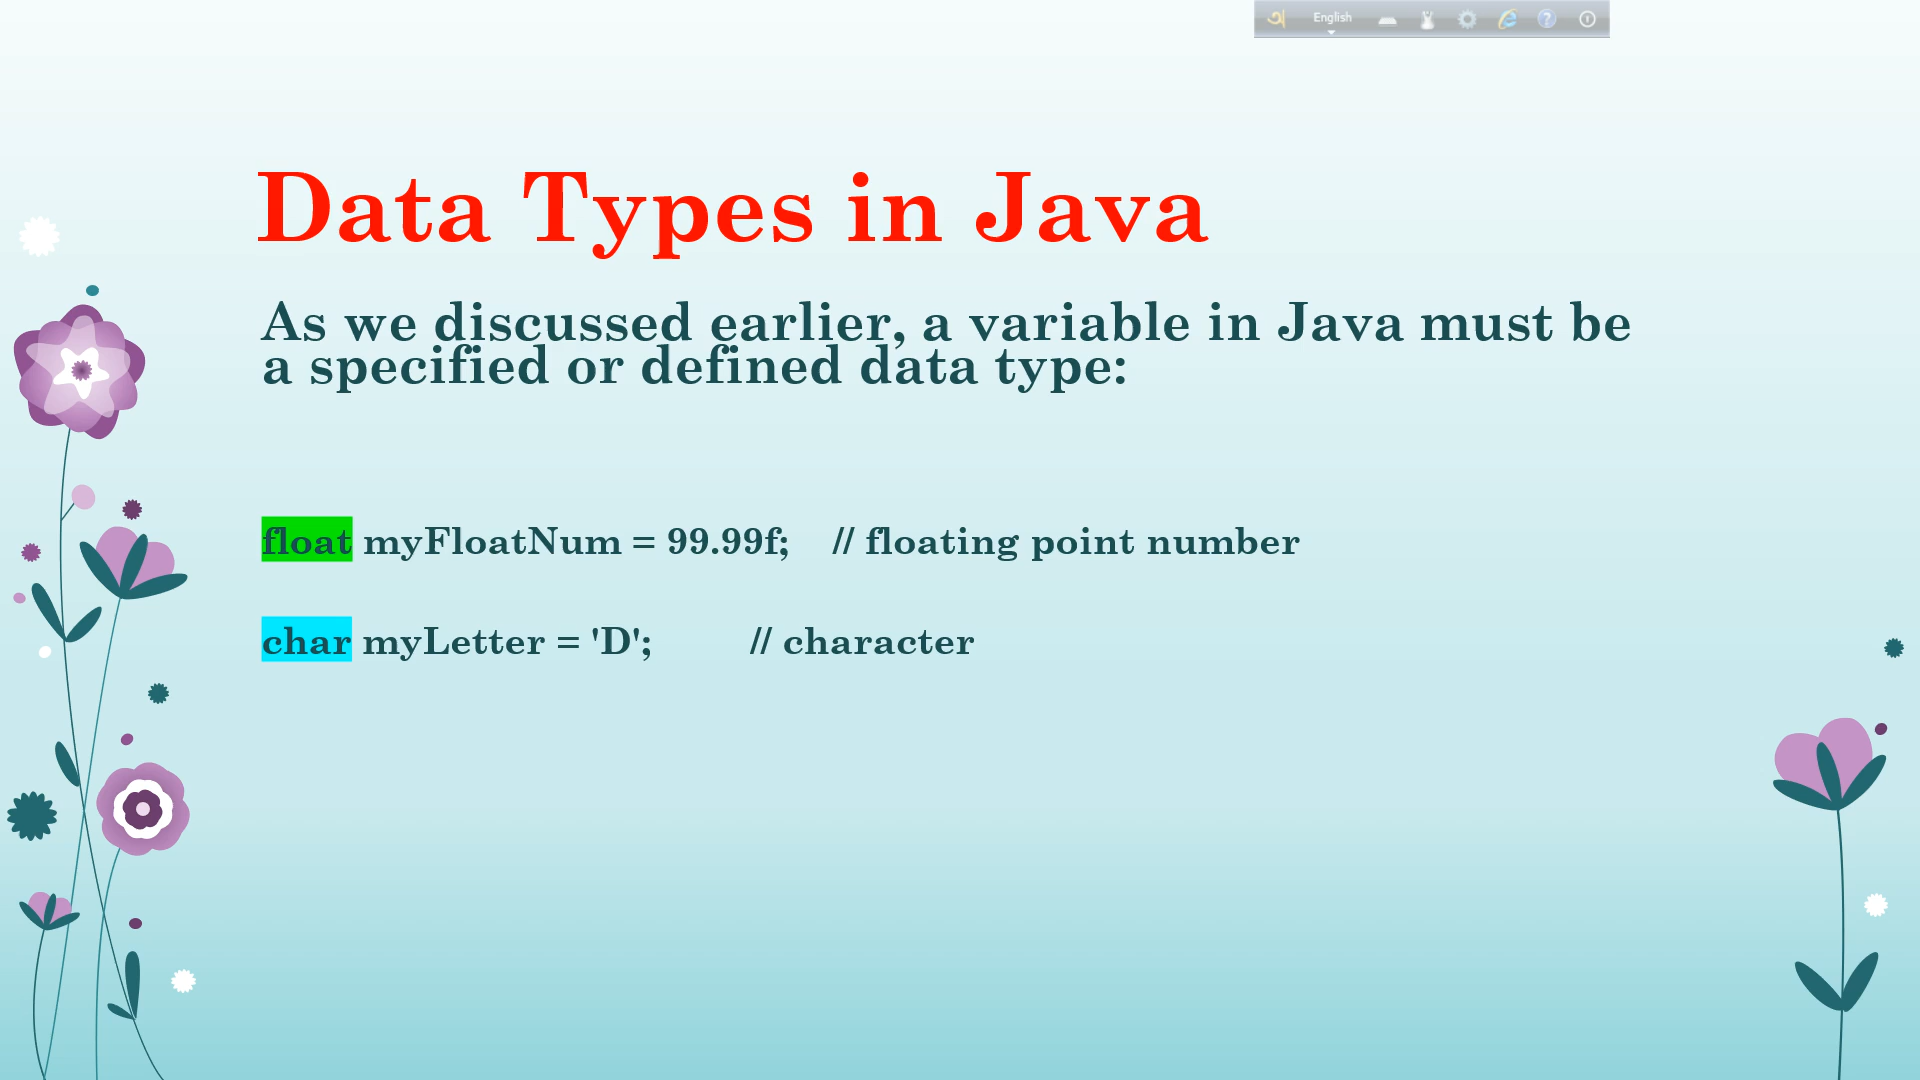 অ English
Data Types in Java
As we discussed earlier, a variable in Java must be
a specified or defined data type:
float myFloatNum = 99.99f; // floating point number
char myLetter = 'D'; // character